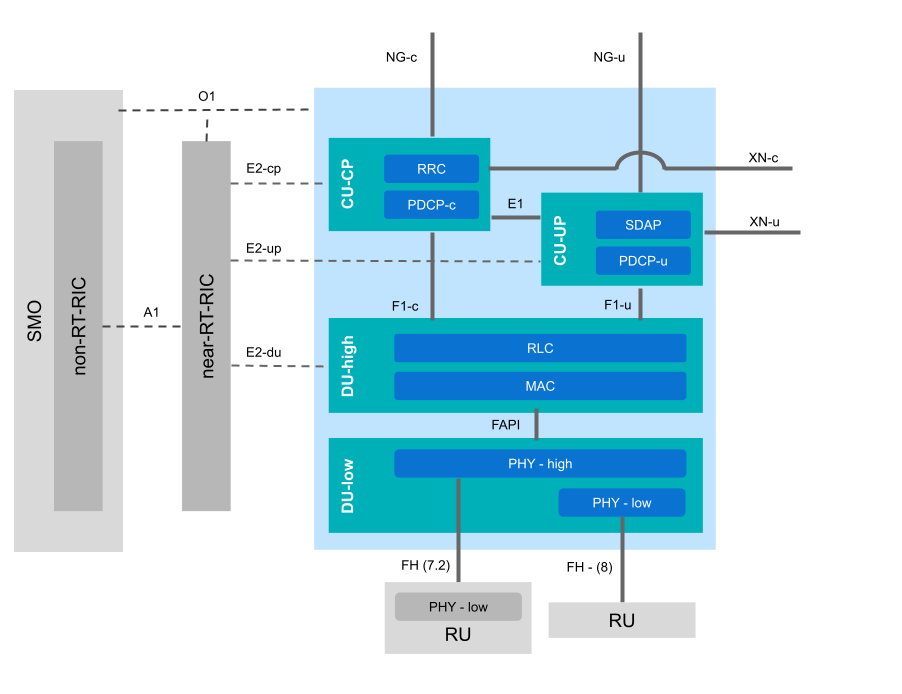 NG-c
NG-u
O1
SMO
non-RT-RIC
A1
near-RT-RIC
E2-cp
E2-up
E2-du
CU-CP
RRC
PDCP-c
E1
XN-c
CU-UP
SDAP
PDCP-u
XN-u
F1-c
F1-u
DU-high
RLC
MAC
FAPI
DU-low
PHY - high
PHY - low
FH (7.2)
FH - (8)
PHY - low
RU
RU